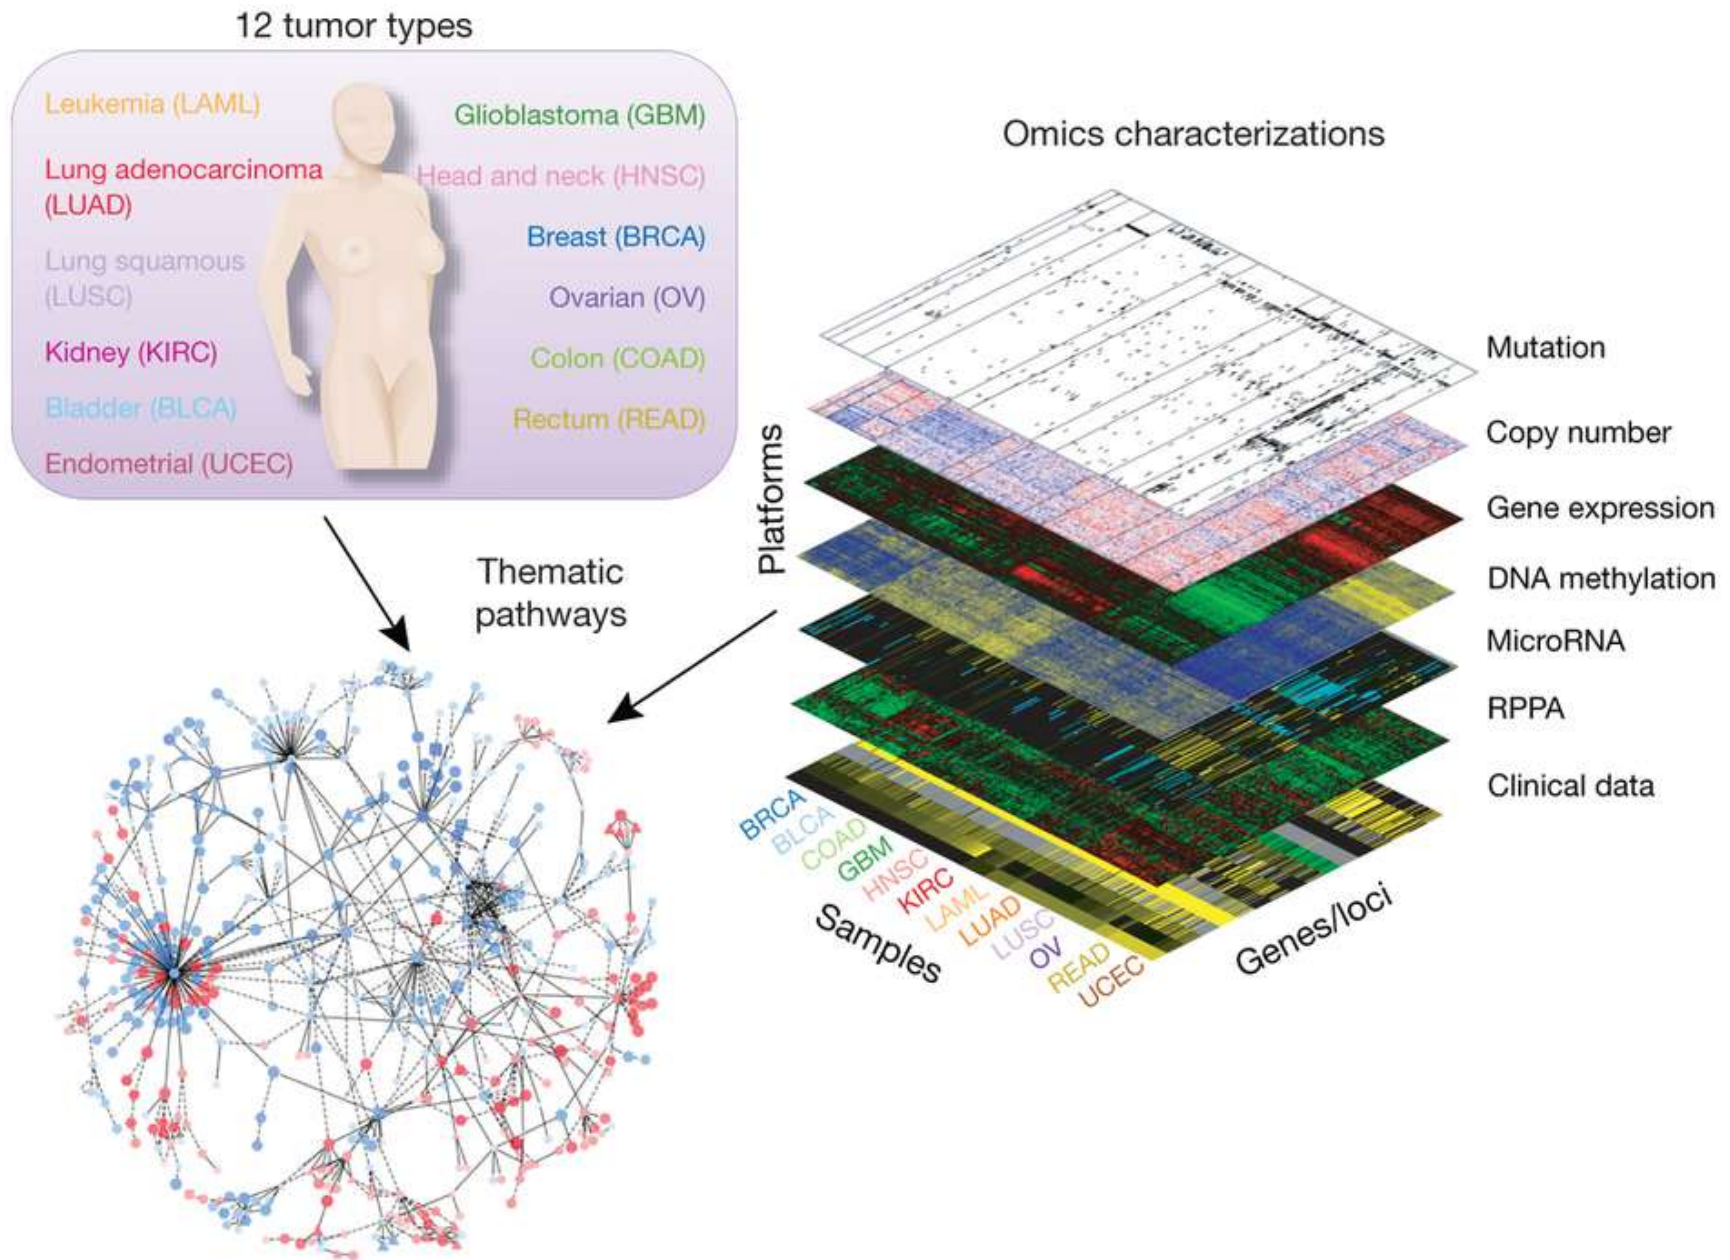 12 tumor types
Leukemia (LAML)
Lung adenocarcinoma
(LUAD)
Lung squamous
(LUSC)
Kidney (KIRC)
Bladder (BLCA)
Endometrial (UCEC)
Glioblastoma (GBM)
Head and neck (HNSC)
Breast (BRCA)
Ovarian (OV)
Colon (COAD)
Rectum (READ)
Thematic
pathways
Omics characterizations
Platforms
Mutation
Copy number
Gene expression
DNA methylation
MicroRNA
RPPA
Clinical data
BRCA
BLCA
COAD
GBM
HNSC
KIRC
LAML
LUAD
LUSC
OV
READ
UCEC
Samples
Genes/loci